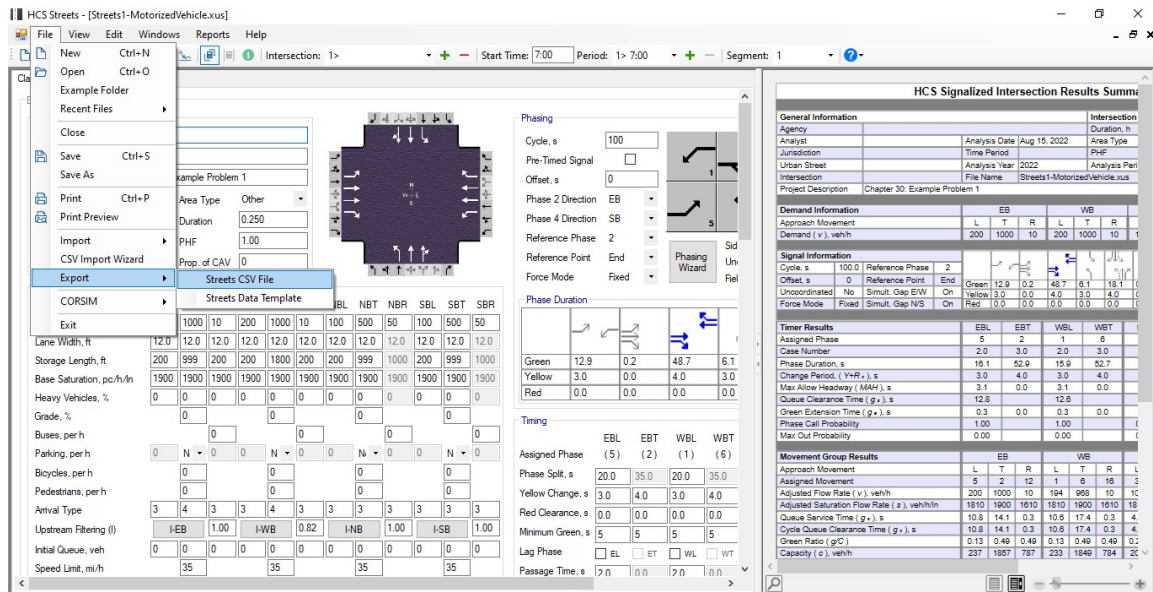 HCS Streets - [Streets1-MotorizedVehicle.xus]
File View Edit Windows Reports Help
Intersection: 1> Start Time: 7:00 Period: 1> 7:00 Segment: 1
New Ctrl+N
Open Ctrl+O
Example Folder
Recent Files
Close
Save Ctrl+S
Save As
Print Ctrl+P
Print Preview
Import
CSV Import Wizard
Export
CORSIM
Exit
Streets CSV File
Streets Data Template
Cla
xample Problem 1
Area Type Other
Duration 0.250
PHF 1.00
Prop. of CAV 0
N
W E
Phasing
Cycle, s 100
Pre-Timed Signal
Offset, s 0
Phase 2 Direction EB
Phase 4 Direction SB
Reference Phase 2
Reference Point End
Force Mode Fixed
1
5
Phasing Wizard
Sid
Un
Fiel
NBL NBT NBR SBL SBT SBR
1000 10 200 1000 10 100 500 50 100 500 50
Lane Width, ft 12.0 12.0 12.0 12.0 12.0 12.0 12.0 12.0 12.0 12.0 12.0 12.0
Storage Length, ft 200 999 200 200 1800 200 200 999 1000 200 999 1000
Base Saturation, pc/h/ln 1900 1900 1900 1900 1900 1900 1900 1900 1900 1900 1900 1900
Heavy Vehicles, % 0 0 0 0 0 0 0 0 0 0 0 0
Grade, % 0 0 0 0
Buses, per h 0 0 0 0
Parking, per h 0 N 0 0 N 0 0 N 0 0 N 0
Bicycles, per h 0 0 0 0
Pedestrians, per h 0 0 0 0
Arrival Type 3 4 3 3 4 3 3 3 3 3 3 3
Upstream Filtering (I) I-EB 1.00 I-WB 0.82 I-NB 1.00 I-SB 1.00
Initial Queue, veh 0 0 0 0 0 0 0 0 0 0 0 0
Speed Limit, mi/h 35 35 35 35
Phase Duration
Green 12.9 0.2 48.7 6.1
Yellow 3.0 0.0 4.0 3.0
Red 0.0 0.0 0.0 0.0
Timing
EBL EBT WBL WBT
Assigned Phase (5) (2) (1) (6)
Phase Split, s 20.0 35.0 20.0 35.0
Yellow Change, s 3.0 4.0 3.0 4.0
Red Clearance, s 0.0 0.0 0.0 0.0
Minimum Green, s 5 5 5 5
Lag Phase EL ET WL WT
Passage Time, s 2.0 0.0 2.0 0.0
HCS Signalized Intersection Results Summa
General Information Intersection
Agency Duration, h
Analyst Analysis Date Aug 15, 2022 Area Type
Jurisdiction Time Period PHF
Urban Street Analysis Year 2022 Analysis Peri
Intersection File Name Streets1-MotorizedVehicle.xus
Project Description Chapter 30: Example Problem 1
Demand Information EB WB
Approach Movement L T R L T R
Demand ( v ), veh/h 200 1000 10 200 1000 10
Signal Information
Cycle, s 100.0 Reference Phase 2
Offset, s 0 Reference Point End
Uncoordinated No Simult. Gap E/W On
Force Mode Fixed Simult. Gap N/S On
Green 12.9 0.2 48.7 6.1 18.1
Yellow 3.0 0.0 4.0 3.0 4.0
Red 0.0 0.0 0.0 0.0 0.0
Timer Results EBL EBT WBL WBT
Assigned Phase 5 2 1 6
Case Number 2.0 3.0 2.0 3.0
Phase Duration, s 16.1 52.9 15.9 52.7
Change Period, ( Y+Rc ), s 3.0 4.0 3.0 4.0
Max Allow Headway ( MAH ), s 3.1 0.0 3.1 0.0
Queue Clearance Time ( gs ), s 12.8 12.6
Green Extension Time ( ge ), s 0.3 0.0 0.3 0.0
Phase Call Probability 1.00 1.00
Max Out Probability 0.00 0.00
Movement Group Results EB WB
Approach Movement L T R L T R
Assigned Movement 5 2 12 1 6 16
Adjusted Flow Rate ( v ), veh/h 200 1000 10 194 968 10
Adjusted Saturation Flow Rate ( s ), veh/h/ln 1810 1900 1610 1810 1900 1610
Queue Service Time ( gs ), s 10.8 14.1 0.3 10.6 17.4 0.3
Cycle Queue Clearance Time ( gc ), s 10.8 14.1 0.3 10.6 17.4 0.3
Green Ratio ( g/C ) 0.13 0.49 0.49 0.13 0.49 0.49
Capacity ( c ), veh/h 237 1857 787 233 1849 784